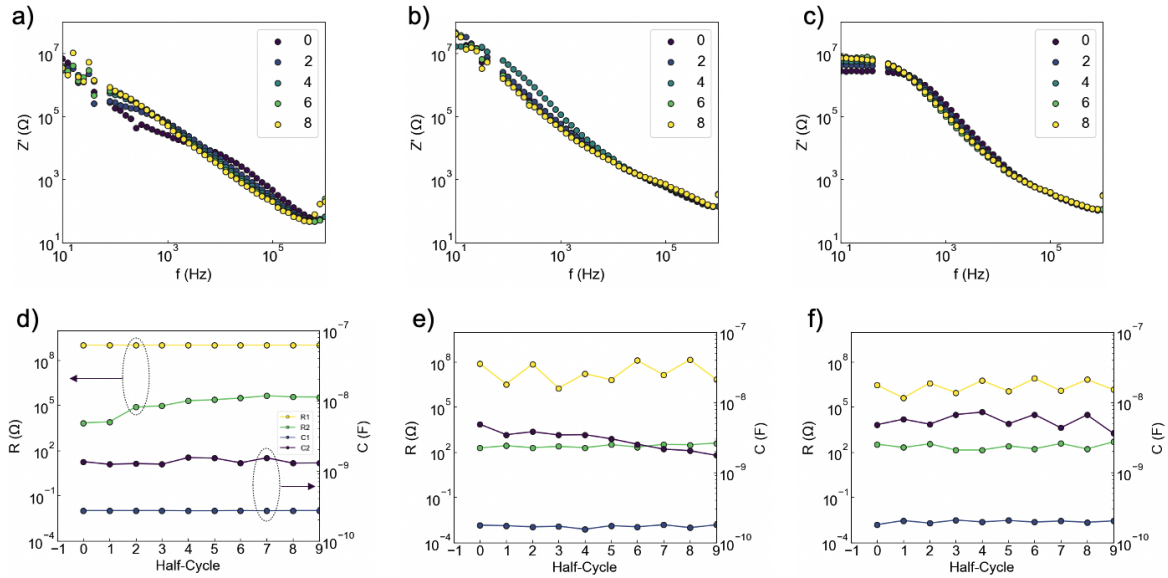 a)
Z' (Ω)
10^7
10^5
10^3
10^1
10^1
10^3
10^5
f (Hz)
0
2
4
6
8
b)
Z' (Ω)
10^7
10^5
10^3
10^1
10^1
10^3
10^5
f (Hz)
0
2
4
6
8
c)
Z' (Ω)
10^7
10^5
10^3
10^1
10^1
10^3
10^5
f (Hz)
0
2
4
6
8
d)
R (Ω)
10^9
10^5
10^2
10^-1
10^-4
10^-7
10^-8
10^-9
10^-10
C (F)
R1
R2
C1
C2
−1 0 1 2 3 4 5 6 7 8 9
Half-Cycle
e)
R (Ω)
10^8
10^5
10^2
10^-1
10^-4
10^-7
10^-8
10^-9
10^-10
C (F)
−1 0 1 2 3 4 5 6 7 8 9
Half-Cycle
f)
R (Ω)
10^8
10^5
10^2
10^-1
10^-4
10^-7
10^-8
10^-9
10^-10
C (F)
−1 0 1 2 3 4 5 6 7 8 9
Half-Cycle